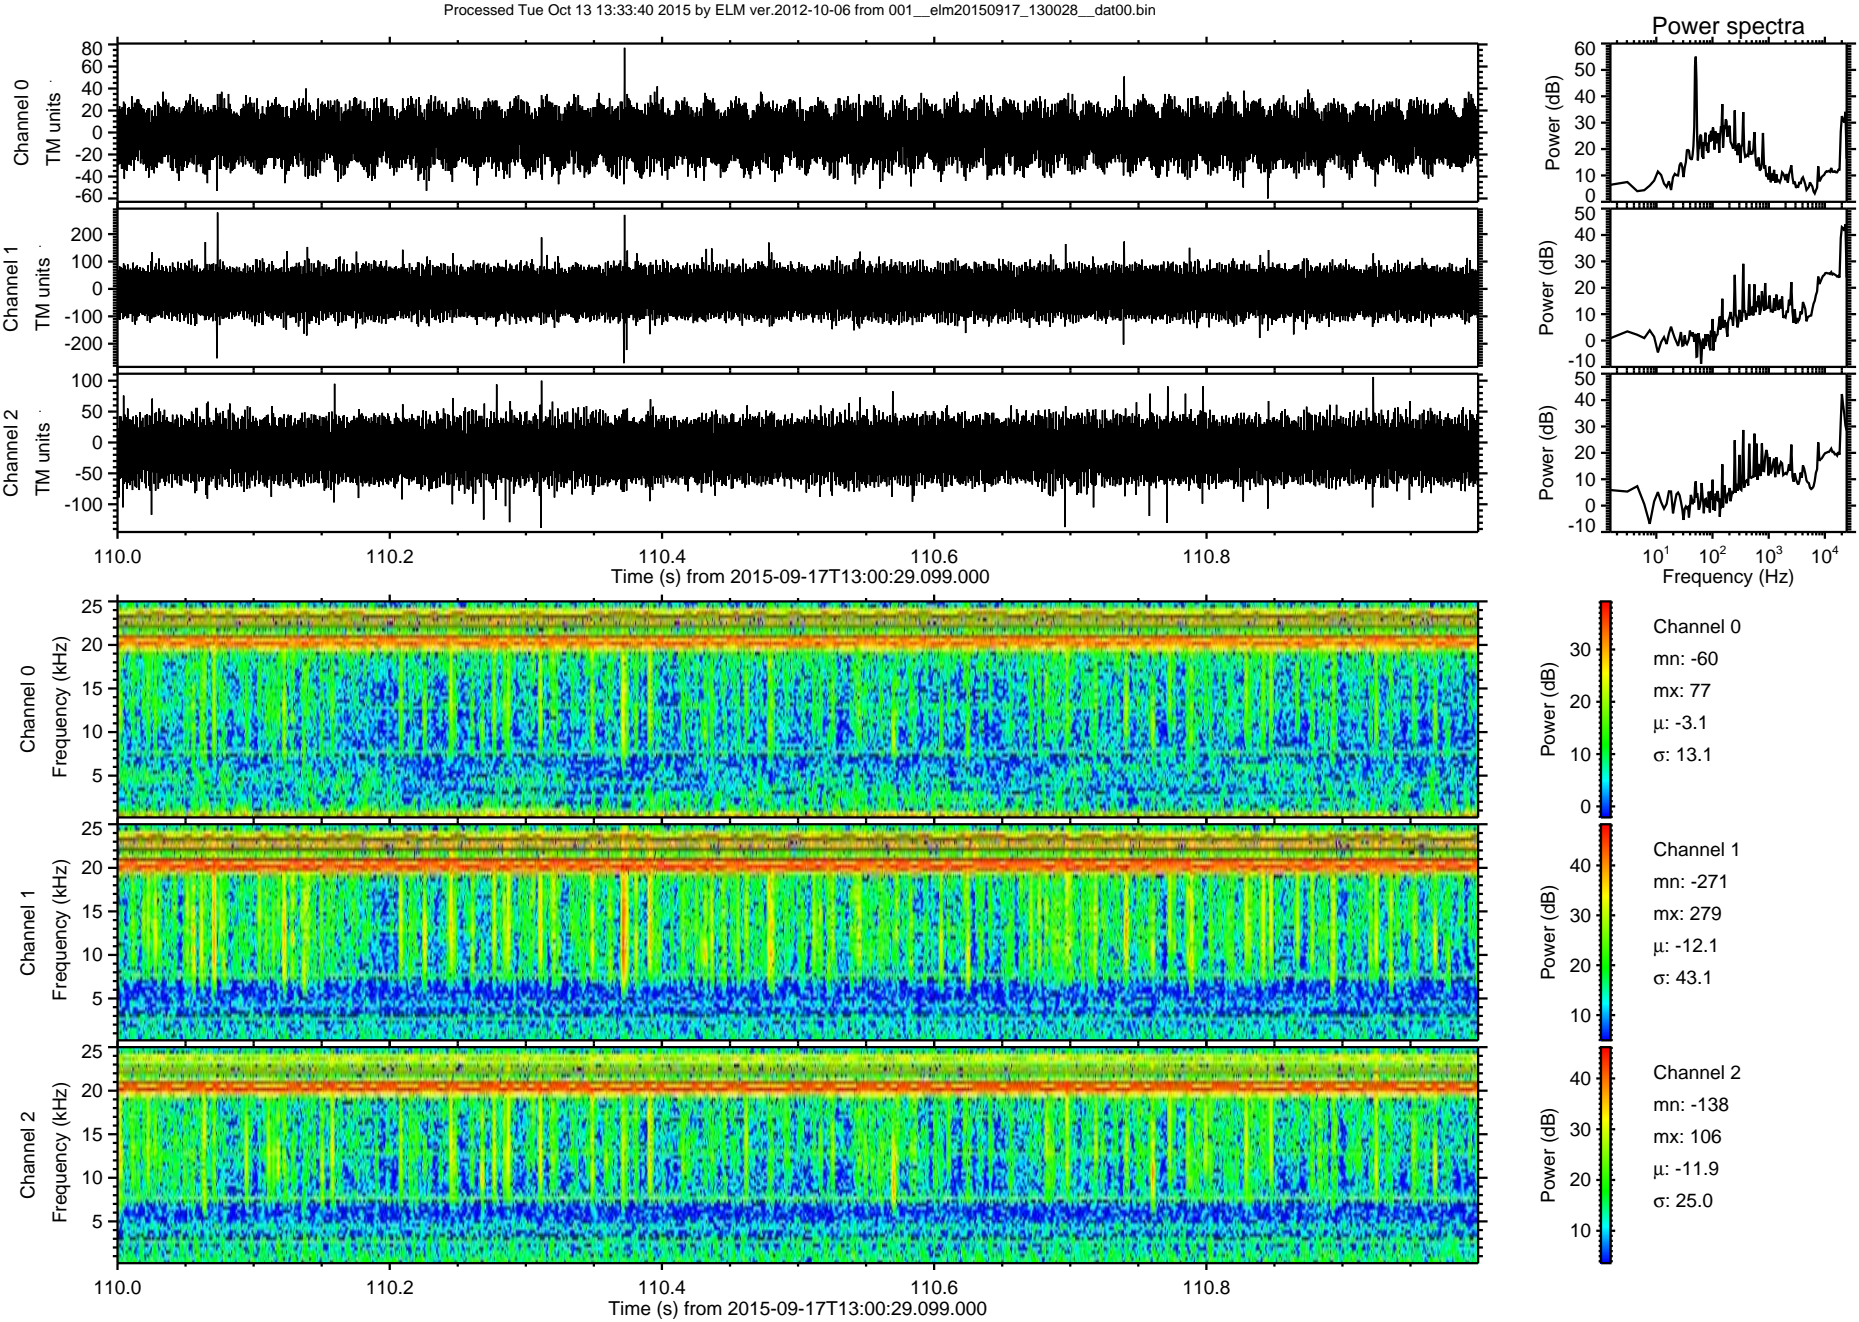 Processed Tue Oct 13 13:33:40 2015 by ELM ver.2012-10-06 from 001__elm20150917_130028__dat00.bin
Power spectra
Channel 0
TM units
80
60
40
20
0
-20
-40
-60
Power (dB)
60
50
40
30
20
10
0
Channel 1
TM units
200
100
0
-100
-200
Power (dB)
50
40
30
20
10
0
-10
Channel 2
TM units
100
50
0
-50
-100
Power (dB)
50
40
30
20
10
0
-10
110.0 110.2 110.4 110.6 110.8
Time (s) from 2015-09-17T13:00:29.099.000
10^1 10^2 10^3 10^4
Frequency (Hz)
Channel 0
Frequency (kHz)
25
20
15
10
5
Power (dB)
30
20
10
0
Channel 0
mn: -60
mx: 77
μ: -3.1
σ: 13.1
Channel 1
Frequency (kHz)
25
20
15
10
5
Power (dB)
40
30
20
10
Channel 1
mn: -271
mx: 279
μ: -12.1
σ: 43.1
Channel 2
Frequency (kHz)
25
20
15
10
5
Power (dB)
40
30
20
10
Channel 2
mn: -138
mx: 106
μ: -11.9
σ: 25.0
110.0 110.2 110.4 110.6 110.8
Time (s) from 2015-09-17T13:00:29.099.000